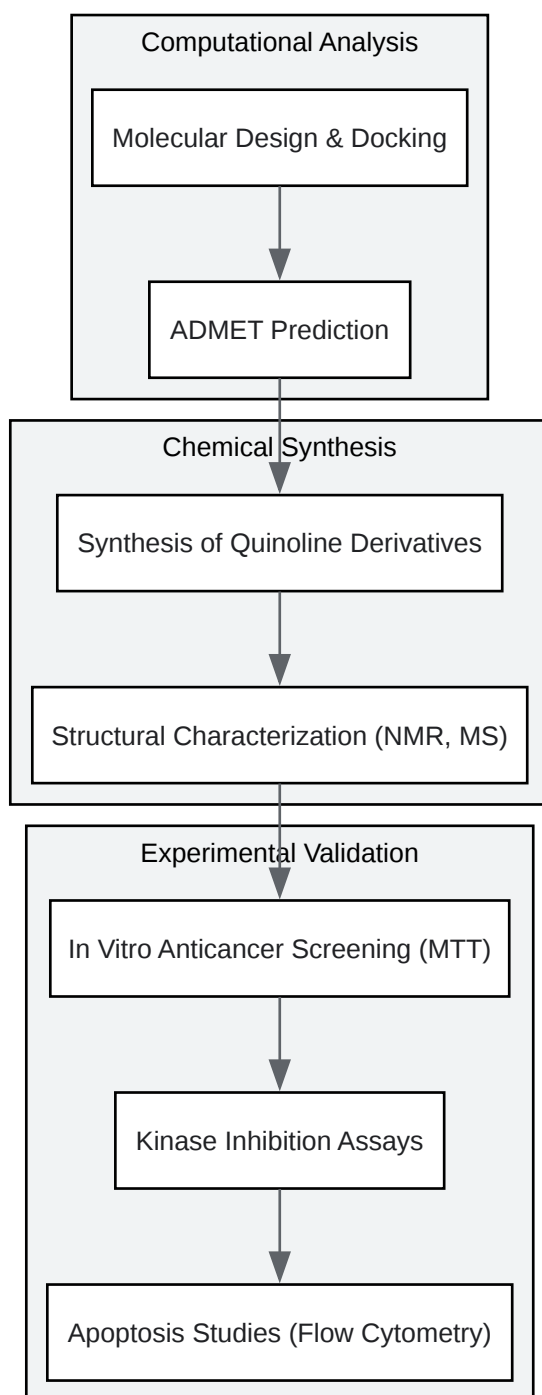 Computational Analysis
Molecular Design & Docking
ADMET Prediction
Chemical Synthesis
Synthesis of Quinoline Derivatives
Structural Characterization (NMR, MS)
Experimental Validation
In Vitro Anticancer Screening (MTT)
Kinase Inhibition Assays
Apoptosis Studies (Flow Cytometry)